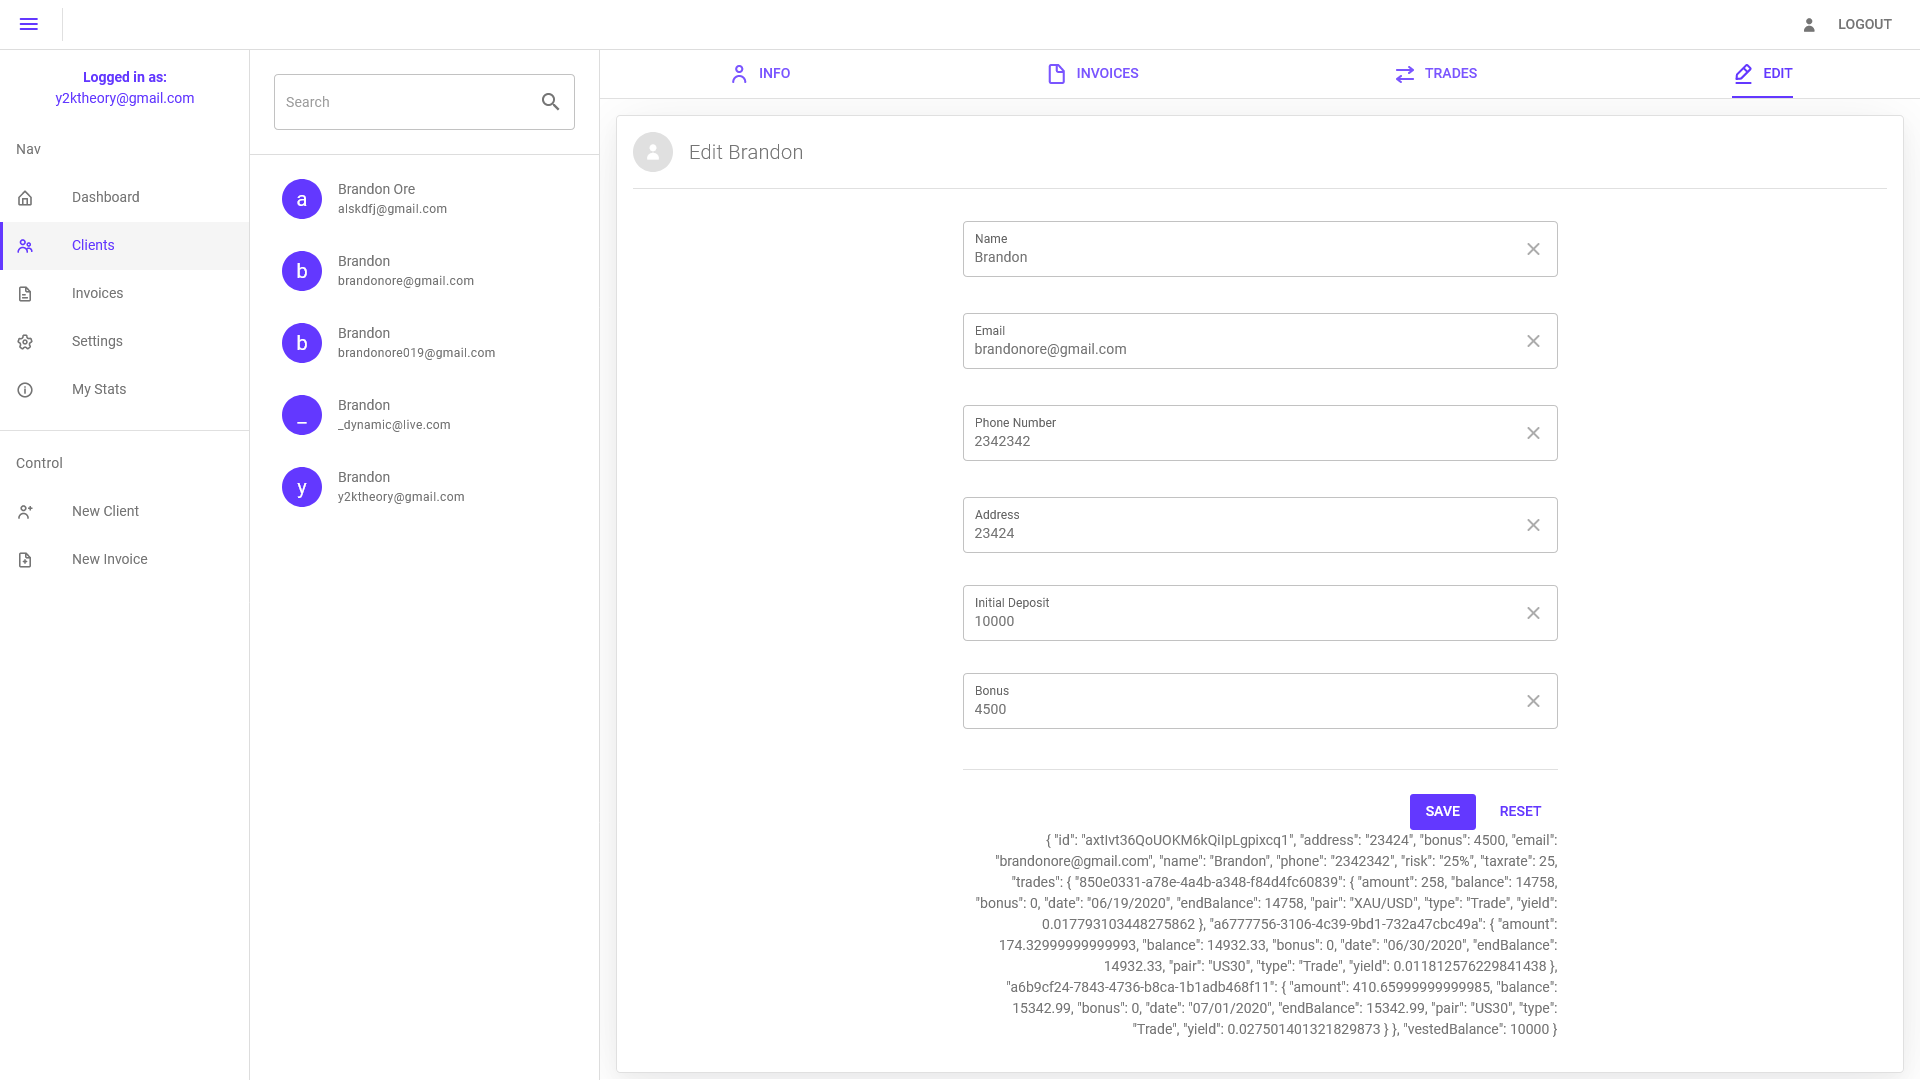 LOGOUT
Logged in as:
y2ktheory@gmail.com
Nav
Dashboard
Clients
Invoices
Settings
My Stats
Control
New Client
New Invoice
Search
Brandon Ore
alskdfj@gmail.com
Brandon
brandonore@gmail.com
Brandon
brandonore019@gmail.com
Brandon
_dynamic@live.com
Brandon
y2ktheory@gmail.com
a
b
b
_
y
INFO
INVOICES
TRADES
EDIT
Edit Brandon
Name
Brandon
Email
brandonore@gmail.com
Phone Number
2342342
Address
23424
Initial Deposit
10000
Bonus
4500
SAVE
RESET
{ "id": "axtIvt36QoUOKM6kQiIpLgpixcq1", "address": "23424", "bonus": 4500, "email":
"brandonore@gmail.com", "name": "Brandon", "phone": "2342342", "risk": "25%", "taxrate": 25,
"trades": { "850e0331-a78e-4a4b-a348-f84d4fc60839": { "amount": 258, "balance": 14758,
"bonus": 0, "date": "06/19/2020", "endBalance": 14758, "pair": "XAU/USD", "type": "Trade", "yield":
0.017793103448275862 }, "a6777756-3106-4c39-9bd1-732a47cbc49a": { "amount":
174.32999999999993, "balance": 14932.33, "bonus": 0, "date": "06/30/2020", "endBalance":
14932.33, "pair": "US30", "type": "Trade", "yield": 0.011812576229841438 },
"a6b9cf24-7843-4736-b8ca-1b1adb468f11": { "amount": 410.65999999999985, "balance":
15342.99, "bonus": 0, "date": "07/01/2020", "endBalance": 15342.99, "pair": "US30", "type":
"Trade", "yield": 0.027501401321829873 } }, "vestedBalance": 10000 }